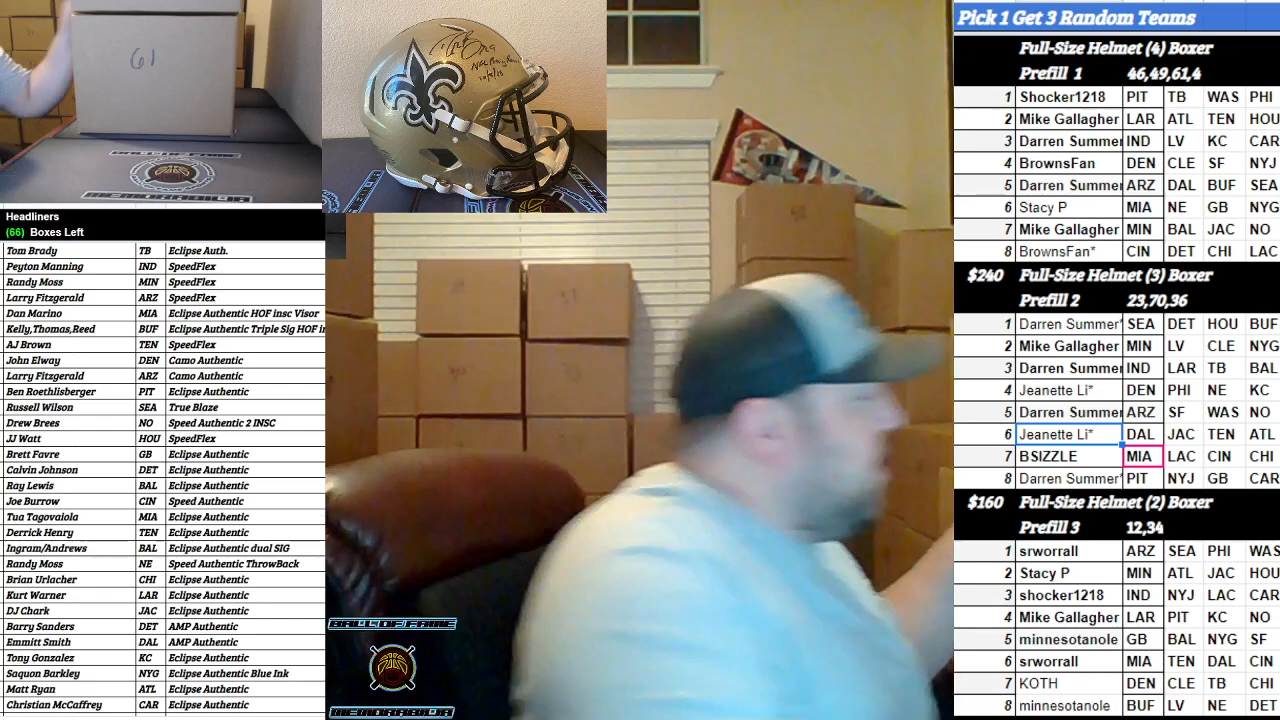 61
BALL OF FAME
MEMORABILIA
Headliners
(66) Boxes Left
Tom Brady TB Eclipse Auth.
Peyton Manning IND SpeedFlex
Randy Moss MIN SpeedFlex
Larry Fitzgerald ARZ SpeedFlex
Dan Marino MIA Eclipse Authentic HOF insc Visor
Kelly,Thomas,Reed BUF Eclipse Authentic Triple Sig HOF in
AJ Brown TEN SpeedFlex
John Elway DEN Camo Authentic
Larry Fitzgerald ARZ Camo Authentic
Ben Roethlisberger PIT Eclipse Authentic
Russell Wilson SEA True Blaze
Drew Brees NO Speed Authentic 2 INSC
JJ Watt HOU SpeedFlex
Brett Favre GB Eclipse Authentic
Calvin Johnson DET Eclipse Authentic
Ray Lewis BAL Eclipse Authentic
Joe Burrow CIN Speed Authentic
Tua Tagovaiola MIA Eclipse Authentic
Derrick Henry TEN Eclipse Authentic
Ingram/Andrews BAL Eclipse Authentic dual SIG
Randy Moss NE Speed Authentic ThrowBack
Brian Urlacher CHI Eclipse Authentic
Kurt Warner LAR Eclipse Authentic
DJ Chark JAC Eclipse Authentic
Barry Sanders DET AMP Authentic
Emmitt Smith DAL AMP Authentic
Tony Gonzalez KC Eclipse Authentic
Saquon Barkley NYG Eclipse Authentic Blue Ink
Matt Ryan ATL Eclipse Authentic
Christian McCaffrey CAR Eclipse Authentic
BALL OF FAME
MEMORABILIA
Pick 1 Get 3 Random Teams
Full-Size Helmet (4) Boxer
Prefill 1 46,49,61,4
1 Shocker1218 PIT TB WAS PHI
2 Mike Gallagher LAR ATL TEN HOU
3 Darren Summer IND LV KC CAR
4 BrownsFan DEN CLE SF NYJ
5 Darren Summer ARZ DAL BUF SEA
6 Stacy P MIA NE GB NYG
7 Mike Gallagher MIN BAL JAC NO
8 BrownsFan* CIN DET CHI LAC
$240 Full-Size Helmet (3) Boxer
Prefill 2 23,70,36
1 Darren Summer* SEA DET HOU BUF
2 Mike Gallagher MIN LV CLE NYG
3 Darren Summer IND LAR TB BAL
4 Jeanette Li* DEN PHI NE KC
5 Darren Summer ARZ SF WAS NO
6 Jeanette Li* DAL JAC TEN ATL
7 BSIZZLE MIA LAC CIN CHI
8 Darren Summer* PIT NYJ GB CAR
$160 Full-Size Helmet (2) Boxer
Prefill 3 12,34
1 srworrall ARZ SEA PHI WAS
2 Stacy P MIN ATL JAC HOU
3 shocker1218 IND NYJ LAC CAR
4 Mike Gallagher LAR PIT KC NO
5 minnesotanole GB BAL NYG SF
6 srworrall MIA TEN DAL CIN
7 KOTH DEN CLE TB CHI
8 minnesotanole BUF LV NE DET